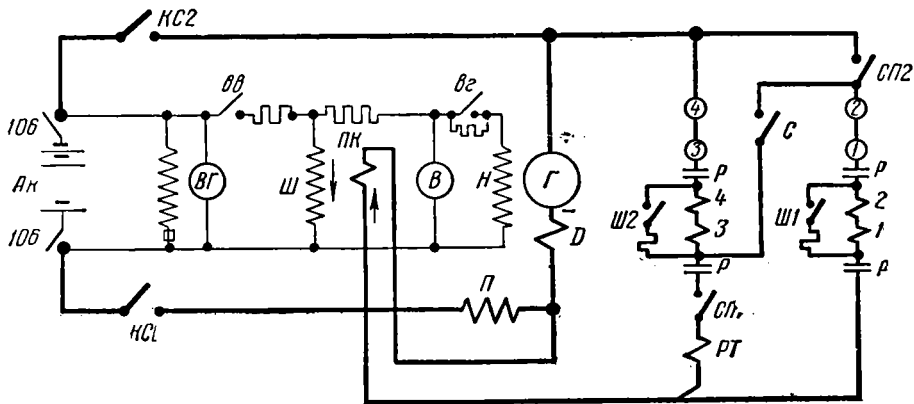 КС2
ВВ
ВГ
СП2
4
2
106
ПК
С
3
1
Р
Р
Ак
ВГ
Ш
В
Н
Г
Ш2
4
Ш1
2
3
1
106
D
Р
Р
П
СП1
КС1
РТ